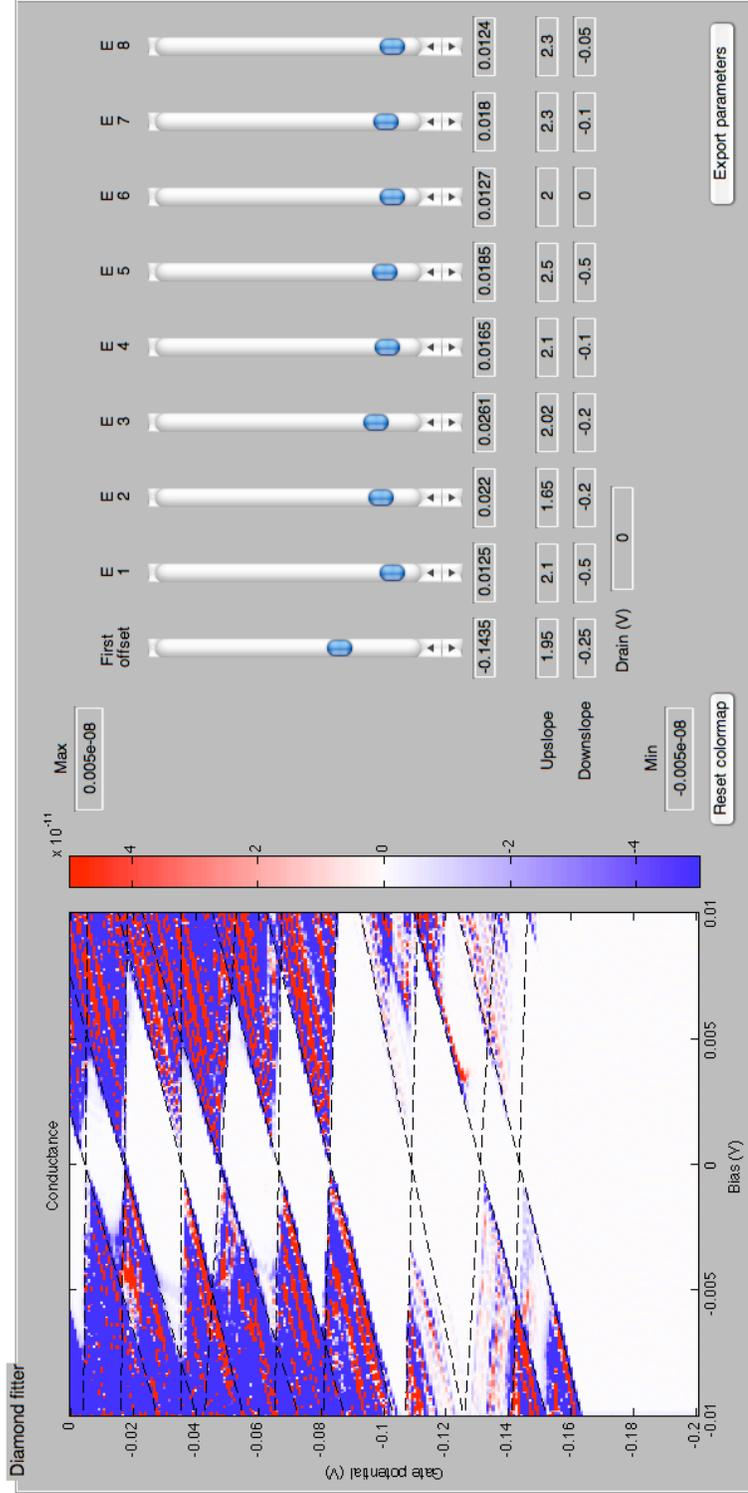 Diamond fitter
Conductance
Gate potential (V)
0
-0.02
-0.04
-0.06
-0.08
-0.1
-0.12
-0.14
-0.16
-0.18
-0.2
-0.01
-0.005
0
0.005
0.01
Bias (V)
x 10-11
4
2
0
-2
-4
Max
0.005e-08
Min
-0.005e-08
Reset colormap
First offset
E 1
E 2
E 3
E 4
E 5
E 6
E 7
E 8
-0.1435
0.0125
0.022
0.0261
0.0165
0.0185
0.0127
0.018
0.0124
Upslope
1.95
2.1
1.65
2.02
2.1
2.5
2
2.3
2.3
Downslope
-0.25
-0.5
-0.2
-0.2
-0.1
-0.5
0
-0.1
-0.05
Drain (V)
0
Export parameters